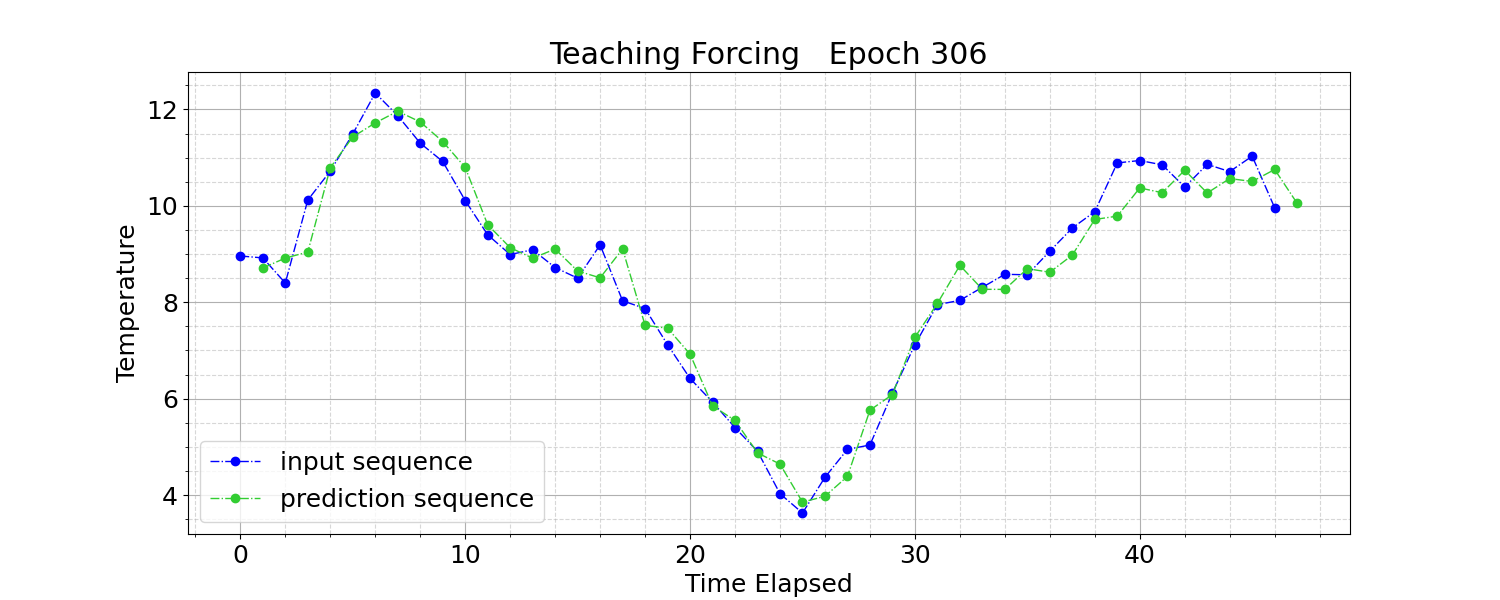 Teaching Forcing   Epoch 306
12
10
8
6
4
Temperature
input sequence
prediction sequence
0 10 20 30 40
Time Elapsed